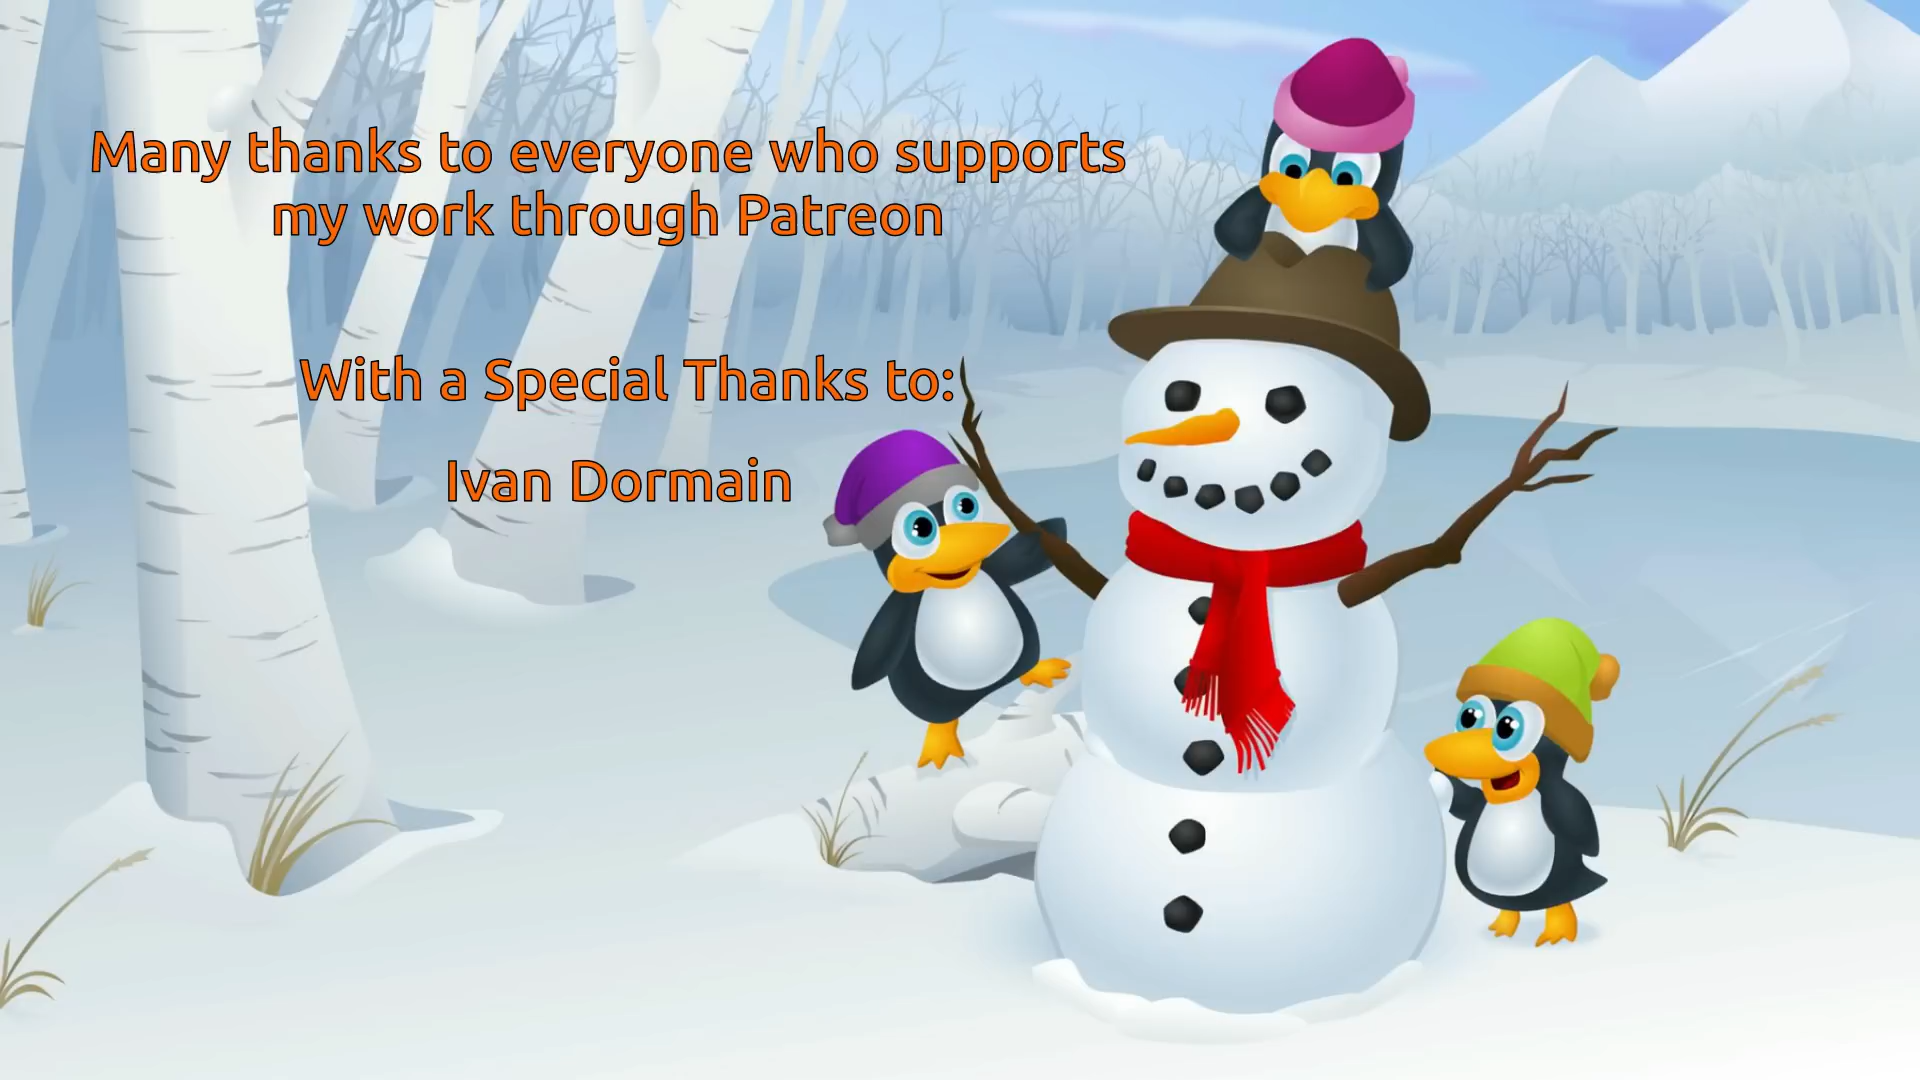 Many thanks to everyone who supports
my work through Patreon
With a Special Thanks to:
Ivan Dormain